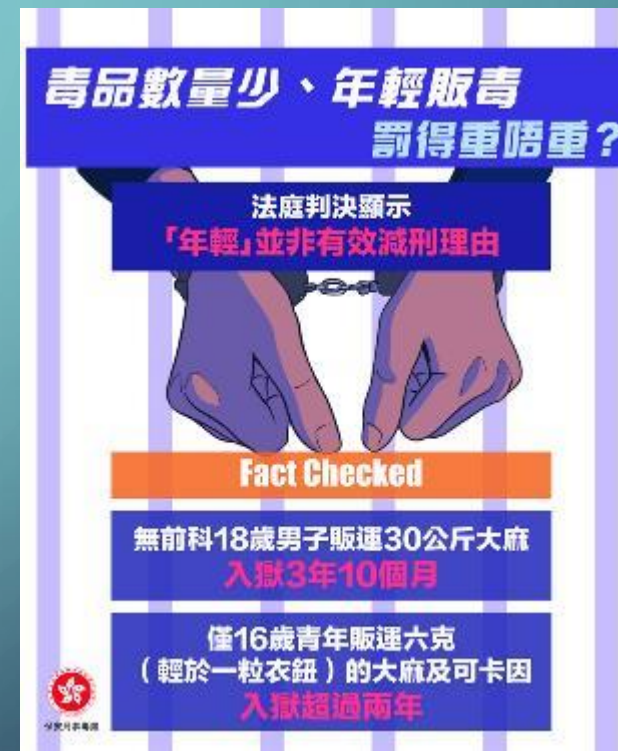 毒品數量少、年輕販毒
罰得重唔重？
法庭判決顯示
「年輕」並非有效減刑理由
Fact Checked
無前科18歲男子販運30公斤大麻
入獄3年10個月
僅16歲青年販運六克
（輕於一粒衣鈕）的大麻及可卡因
入獄超過兩年